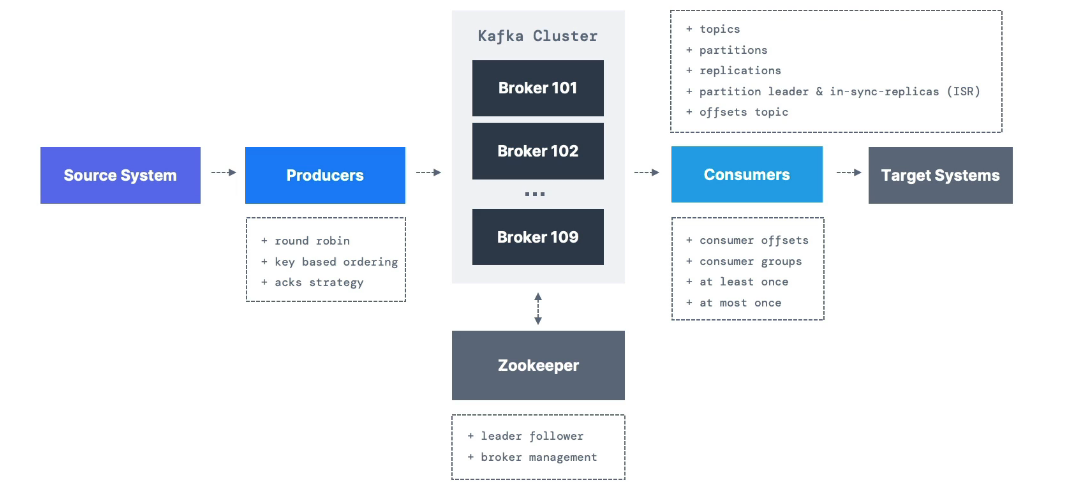 Kafka Cluster
Broker 101
Broker 102
...
Broker 109
+ topics
+ partitions
+ replications
+ partition leader & in-sync-replicas (ISR)
+ offsets topic
Source System
Producers
Consumers
Target Systems
+ round robin
+ key based ordering
+ acks strategy
+ consumer offsets
+ consumer groups
+ at least once
+ at most once
Zookeeper
+ leader follower
+ broker management